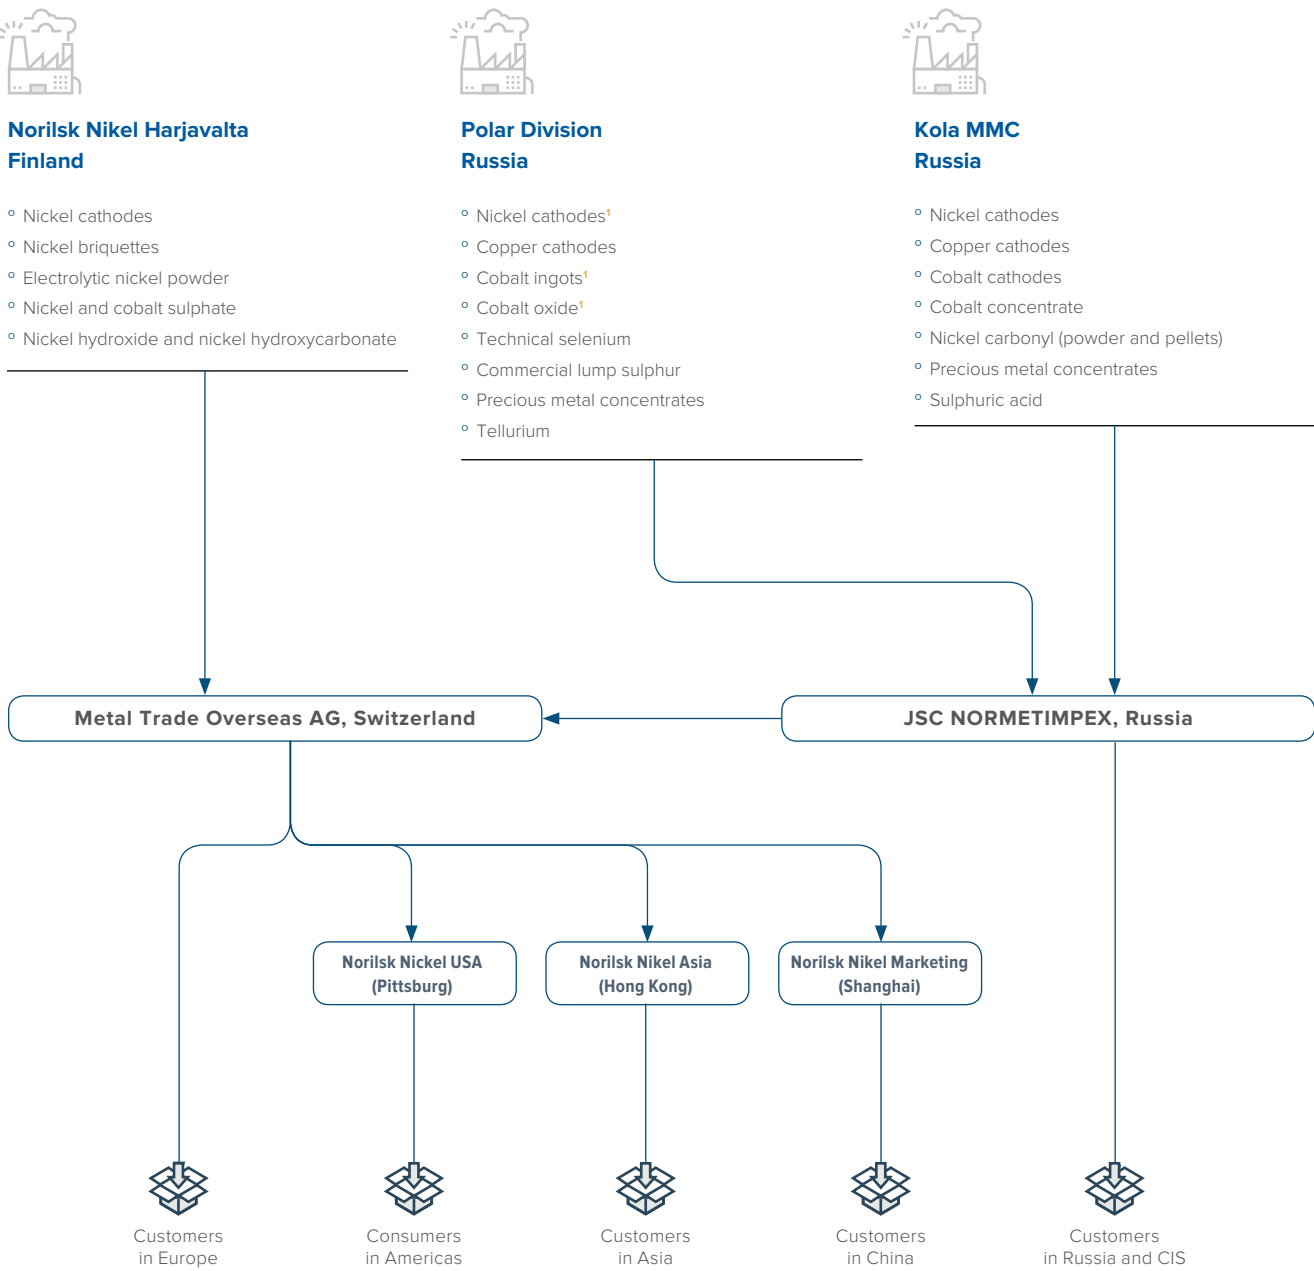 Norilsk Nikel Harjavalta
Finland
º Nickel cathodes
º Nickel briquettes
º Electrolytic nickel powder
º Nickel and cobalt sulphate
º Nickel hydroxide and nickel hydroxycarbonate
Polar Division
Russia
º Nickel cathodes¹
º Copper cathodes
º Cobalt ingots¹
º Cobalt oxide¹
º Technical selenium
º Commercial lump sulphur
º Precious metal concentrates
º Tellurium
Kola MMC
Russia
º Nickel cathodes
º Copper cathodes
º Cobalt cathodes
º Cobalt concentrate
º Nickel carbonyl (powder and pellets)
º Precious metal concentrates
º Sulphuric acid
Metal Trade Overseas AG, Switzerland
JSC NORMETIMPEX, Russia
Norilsk Nickel USA
(Pittsburg)
Norilsk Nikel Asia
(Hong Kong)
Norilsk Nikel Marketing
(Shanghai)
Customers
in Europe
Consumers
in Americas
Customers
in Asia
Customers
in China
Customers
in Russia and CIS